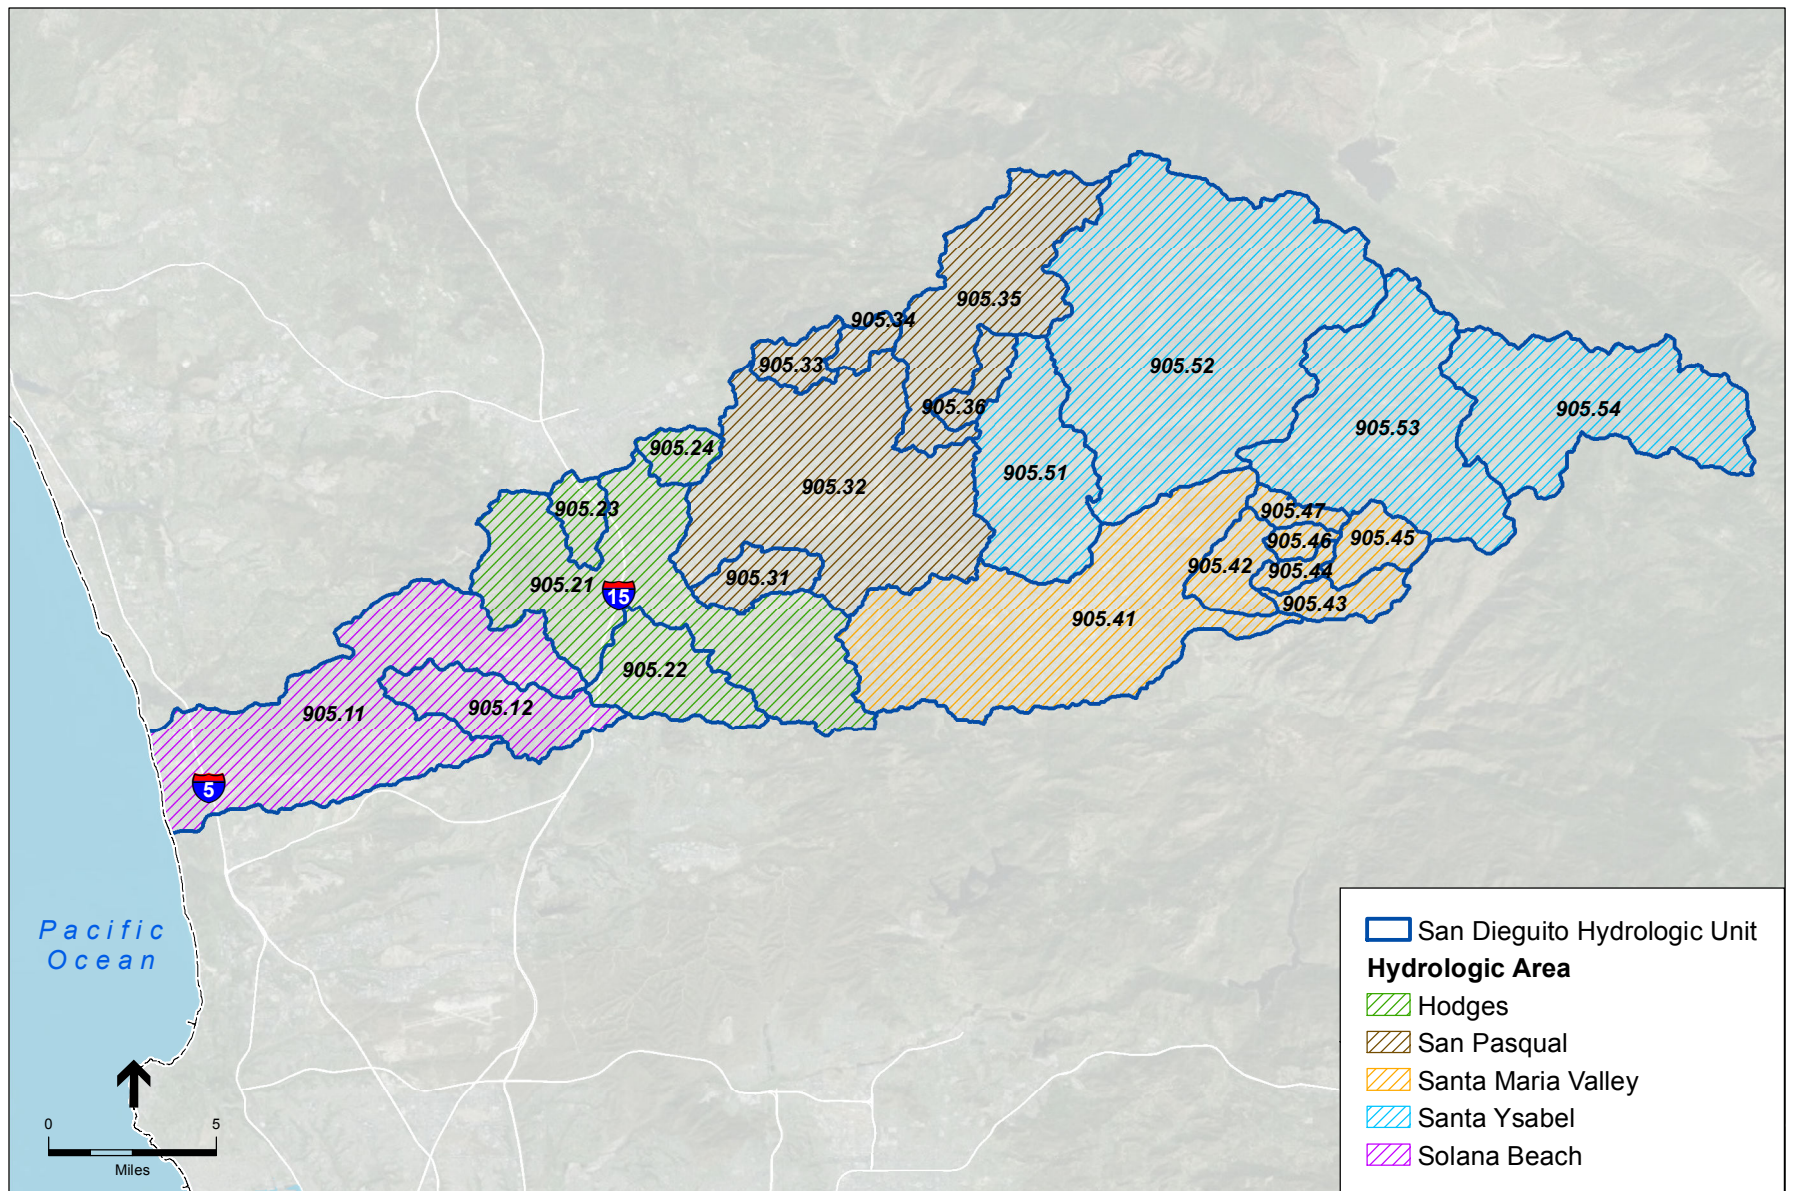 905.35
905.34
905.33
905.52
905.36
905.54
905.53
905.24
905.51
905.32
905.23
905.47
905.46
905.45
905.42
905.44
905.31
905.21
15
905.43
905.41
905.22
905.12
905.11
5
Pacific
Ocean
0 5
Miles
San Dieguito Hydrologic Unit
Hydrologic Area
Hodges
San Pasqual
Santa Maria Valley
Santa Ysabel
Solana Beach